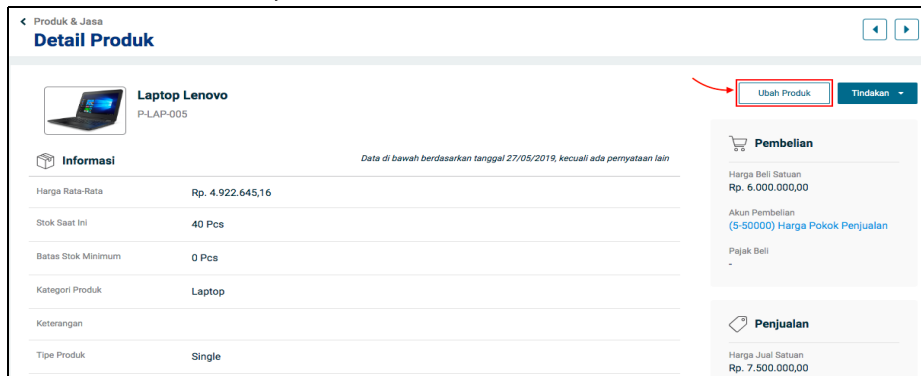 Produk & Jasa
Detail Produk
Laptop Lenovo
P-LAP-005
Ubah Produk
Tindakan
Informasi
Data di bawah berdasarkan tanggal 27/05/2019, kecuali ada pernyataan lain
Harga Rata-Rata Rp. 4.922.645,16
Stok Saat Ini 40 Pcs
Batas Stok Minimum 0 Pcs
Kategori Produk Laptop
Keterangan
Tipe Produk Single
Pembelian
Harga Beli Satuan
Rp. 6.000.000,00
Akun Pembelian
(5-50000) Harga Pokok Penjualan
Pajak Beli
-
Penjualan
Harga Jual Satuan
Rp. 7.500.000,00